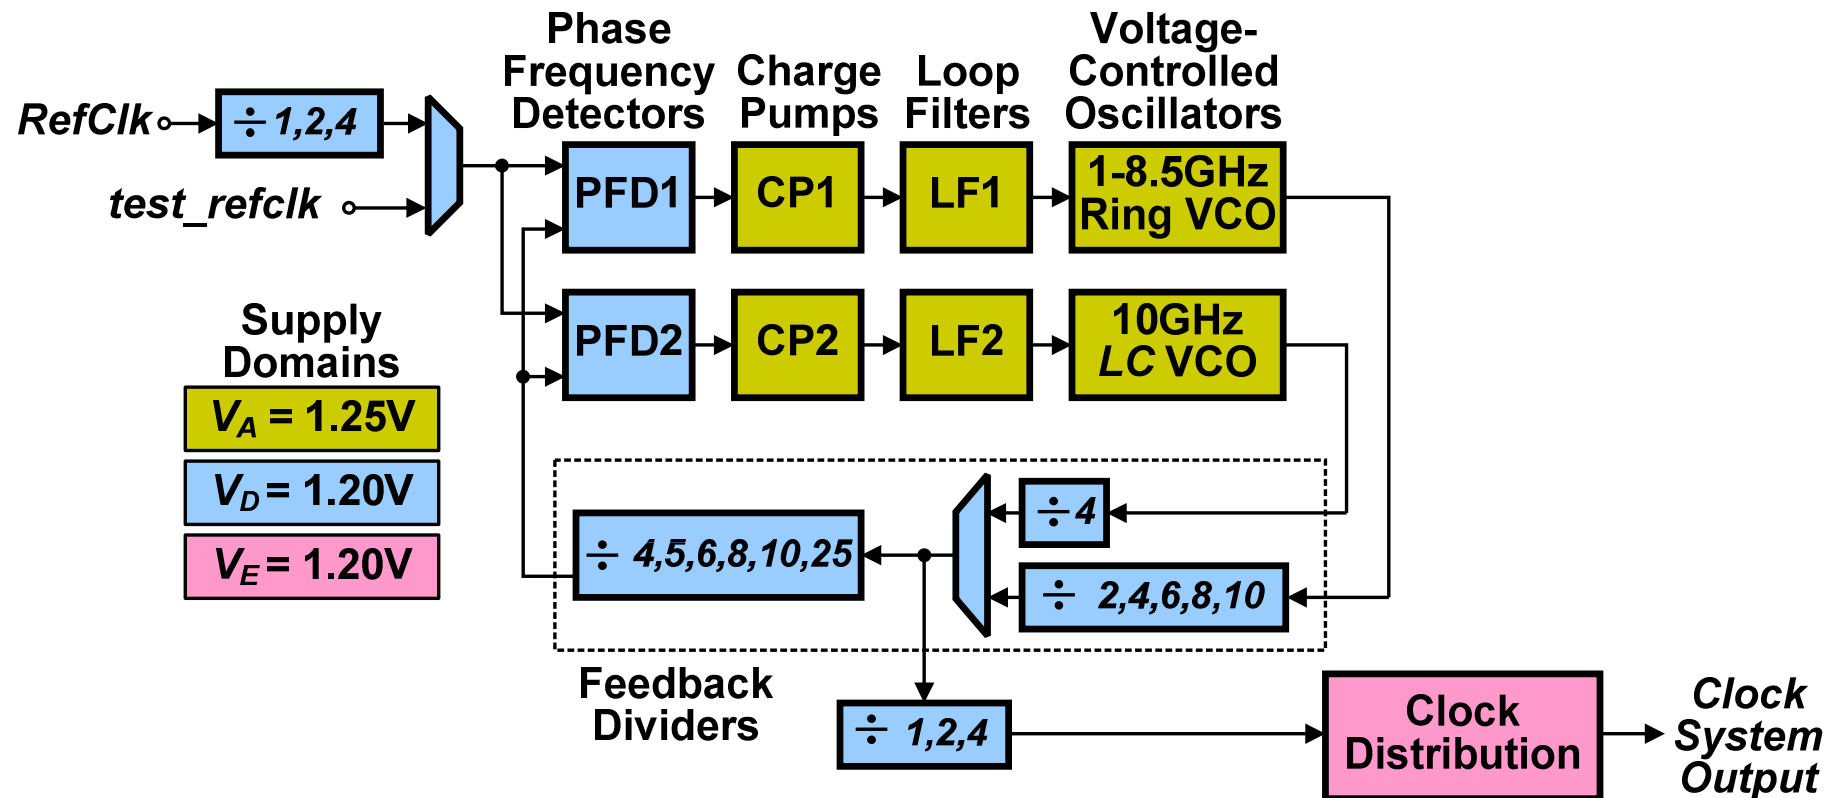 Phase
Frequency
Detectors
Charge
Pumps
Loop
Filters
Voltage-
Controlled
Oscillators
RefClk
÷ 1,2,4
test_refclk
PFD1
CP1
LF1
1-8.5GHz
Ring VCO
PFD2
CP2
LF2
10GHz
LC VCO
Supply
Domains
VA = 1.25V
VD = 1.20V
VE = 1.20V
÷ 4
÷ 4,5,6,8,10,25
÷ 2,4,6,8,10
Feedback
Dividers
÷ 1,2,4
Clock
Distribution
Clock
System
Output